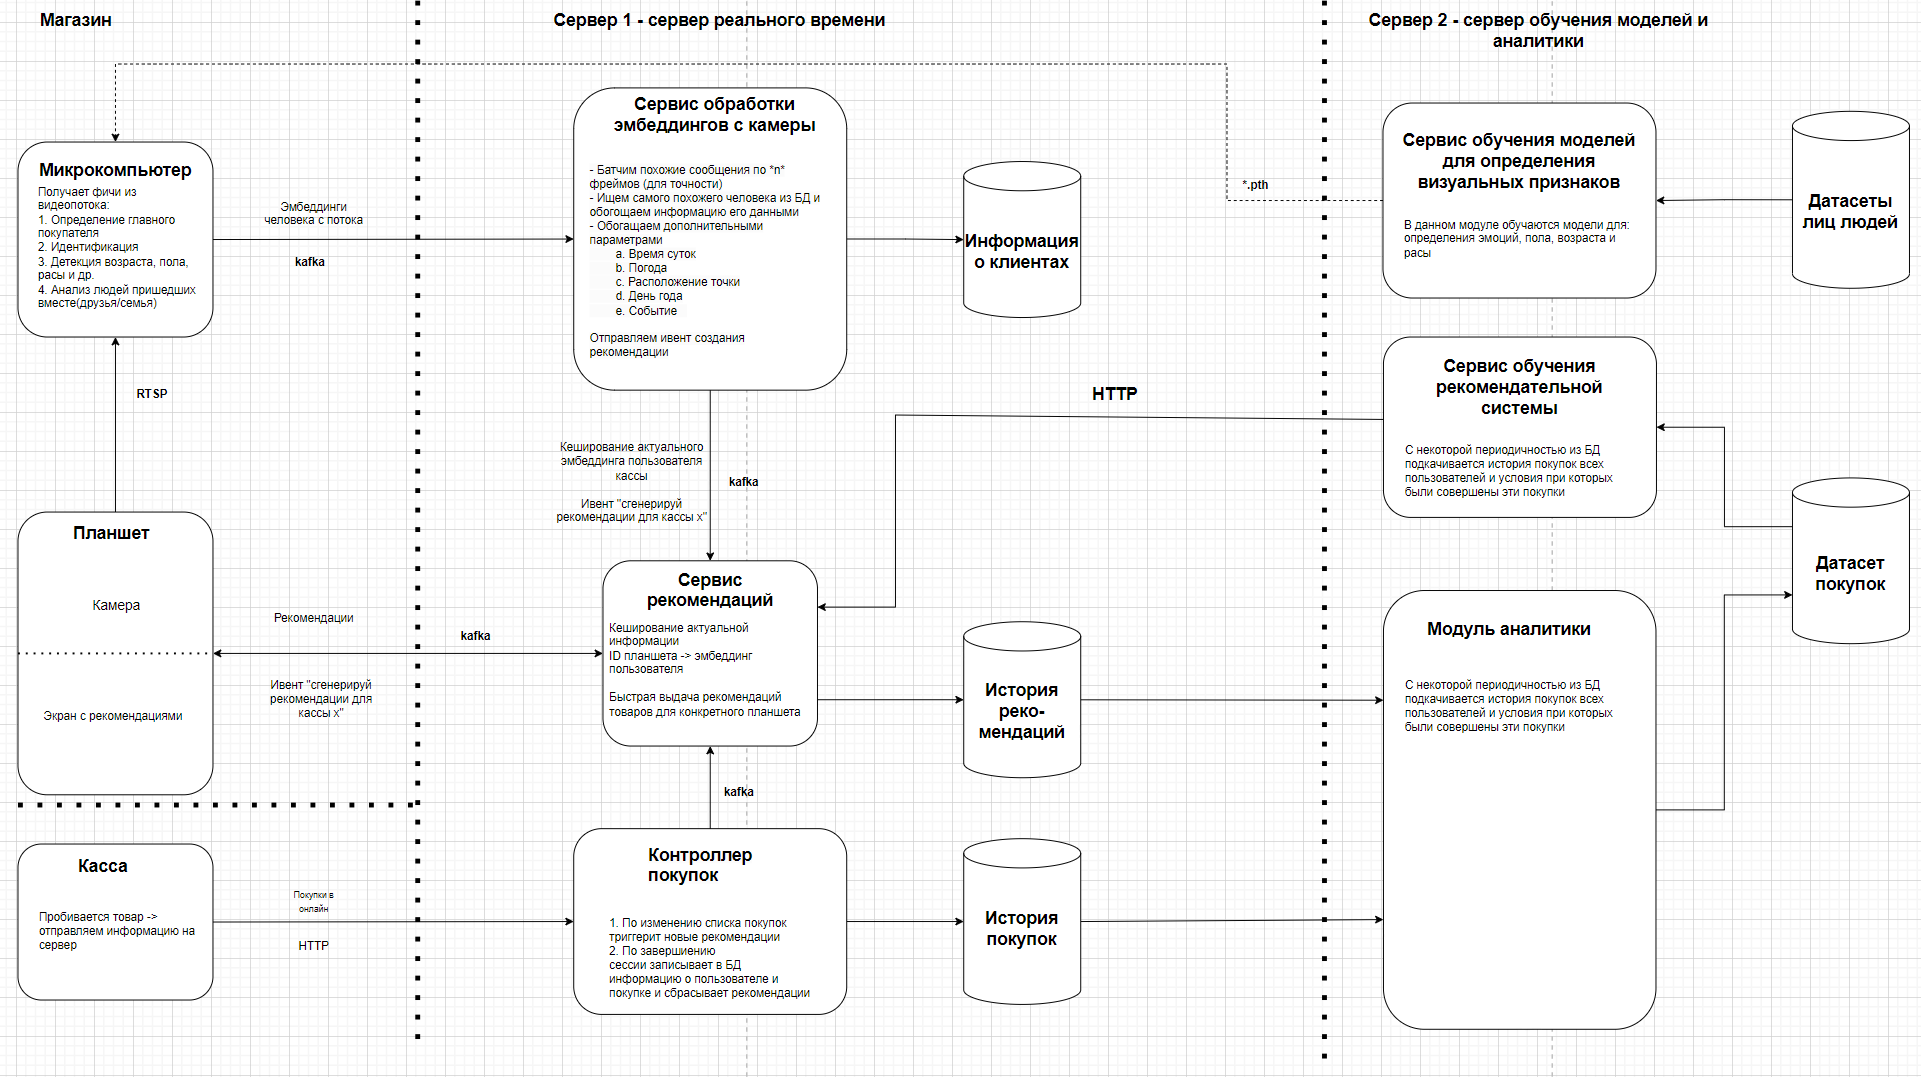 Магазин
Сервер 1 - сервер реального времени
Сервер 2 - сервер обучения моделей и
аналитики
Микрокомпьютер
Получает фичи из
видеопотока:
1. Определение главного
покупателя
2. Идентификация
3. Детекция возраста, пола,
расы и др.
4. Анализ людей пришедших
вместе(друзья/семья)
Эмбеддинги
человека с потока
kafka
RTSP
Планшет
Камера
Экран с рекомендациями
Рекомендации
kafka
Ивент "сгенерируй
рекомендации для
кассы x"
Касса
Пробивается товар ->
отправляем информацию на
сервер
Покупки в
онлайн
HTTP
Сервис обработки
эмбеддингов с камеры
- Батчим похожие сообщения по *n*
фреймов (для точности)
- Ищем самого похожего человека из БД и
обогощаем информацию его данными
- Обогащаем дополнительными
параметрами
a. Время суток
b. Погода
c. Расположение точки
d. День года
e. Событие
Отправляем ивент создания
рекомендации
Информация
о клиентах
Кеширование актуального
эмбеддинга пользователя
кассы
kafka
Ивент "сгенерируй
рекомендации для кассы x"
HTTP
Сервис
рекомендаций
Кеширование актуальной
информации
ID планшета -> эмбеддинг
пользователя
Быстрая выдача рекомендаций
товаров для конкретного планшета
История
реко-
мендаций
kafka
Контроллер
покупок
1. По изменению списка покупок
триггерит новые рекомендации
2. По завершению
сессии записывает в БД
информацию о пользователе и
покупке и сбрасывает рекомендации
История
покупок
*.pth
Сервис обучения моделей
для определения
визуальных признаков
В данном модуле обучаются модели для:
определения эмоций, пола, возраста и
расы
Датасеты
лиц людей
Сервис обучения
рекомендательной
системы
С некоторой периодичностью из БД
подкачивается история покупок всех
пользователей и условия при которых
были совершены эти покупки
Датасет
покупок
Модуль аналитики
С некоторой периодичностью из БД
подкачивается история покупок всех
пользователей и условия при которых
были совершены эти покупки